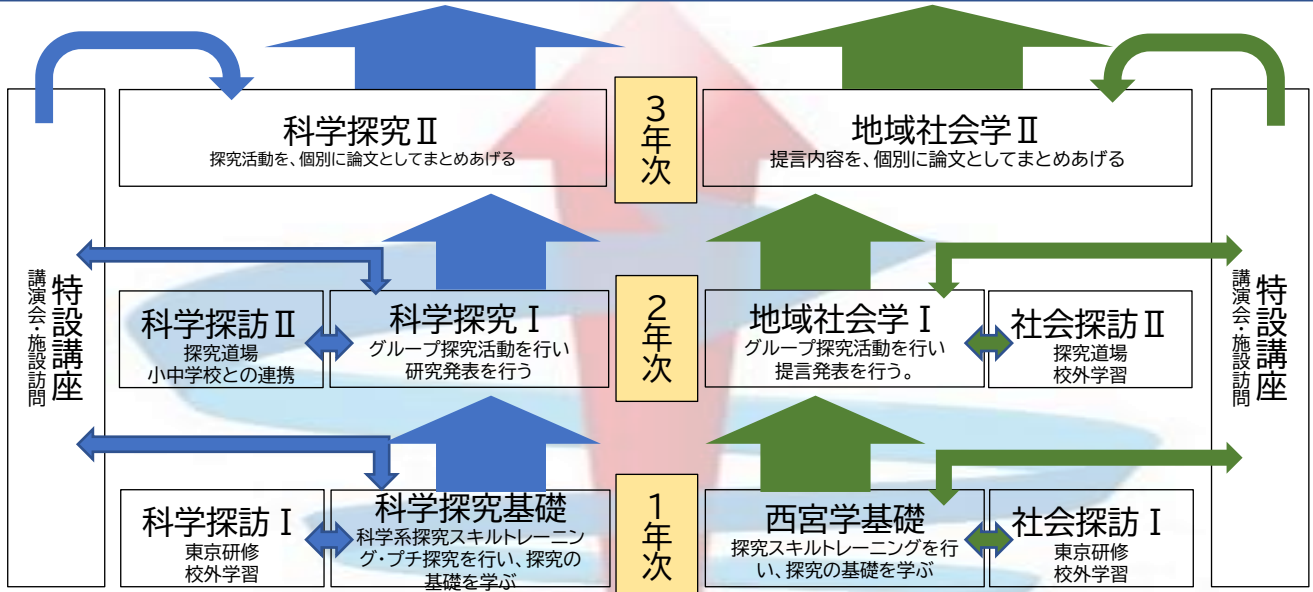 科学探究Ⅱ
探究活動を、個別に論文としてまとめあげる
3年次
地域社会学Ⅱ
提言内容を、個別に論文としてまとめあげる
特設講座
講演会・施設訪問
科学探訪Ⅱ
探究道場
小中学校との連携
科学探究Ⅰ
グループ探究活動を行い
研究発表を行う
2年次
地域社会学Ⅰ
グループ探究活動を行い
提言発表を行う。
社会探訪Ⅱ
探究道場
校外学習
特設講座
講演会・施設訪問
科学探訪Ⅰ
東京研修
校外学習
科学探究基礎
科学系探究スキルトレーニン
グ・プチ探究を行い、探究の
基礎を学ぶ
1年次
西宮学基礎
探究スキルトレーニングを行
い、探究の基礎を学ぶ
社会探訪Ⅰ
東京研修
校外学習